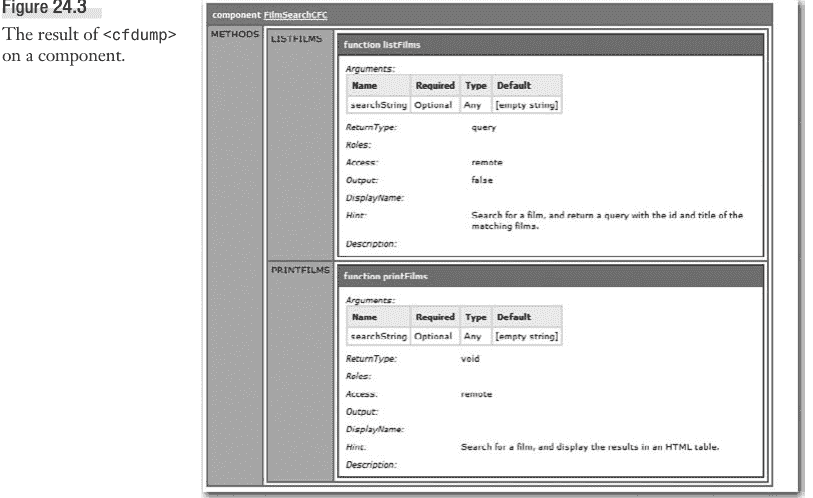 Figure 24.3
The result of <cfdump>
on a component.
component FilmSearchCFC
METHODS
LISTFILMS
function listFilms
Arguments:
Name Required Type Default
searchString Optional Any [empty string]
ReturnType: query
Roles:
Access: remote
Output: false
DisplayName:
Hint: Search for a film, and return a query with the id and title of the
matching films.
Description:
PRINTFILMS
function printFilms
Arguments:
Name Required Type Default
searchString Optional Any [empty string]
ReturnType: void
Roles:
Access: remote
Output:
DisplayName:
Hint: Search for a film, and display the results in an HTML table.
Description: